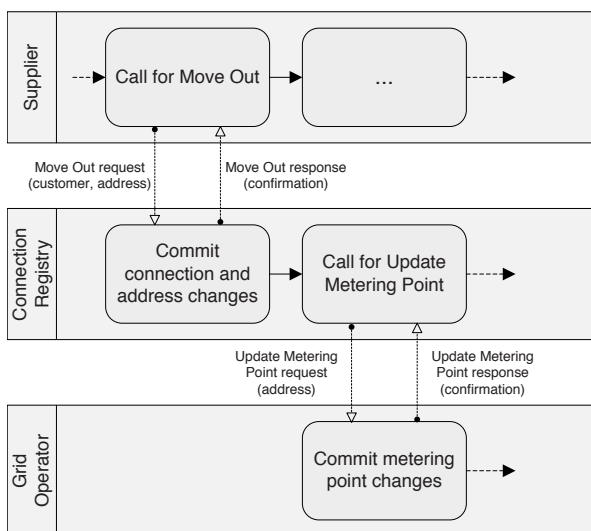 Supplier
Call for Move Out
...
Move Out request
(customer, address)
Move Out response
(confirmation)
Connection
Registry
Commit
connection and
address changes
Call for Update
Metering Point
Update Metering
Point request
(address)
Update Metering
Point response
(confirmation)
Grid
Operator
Commit metering
point changes